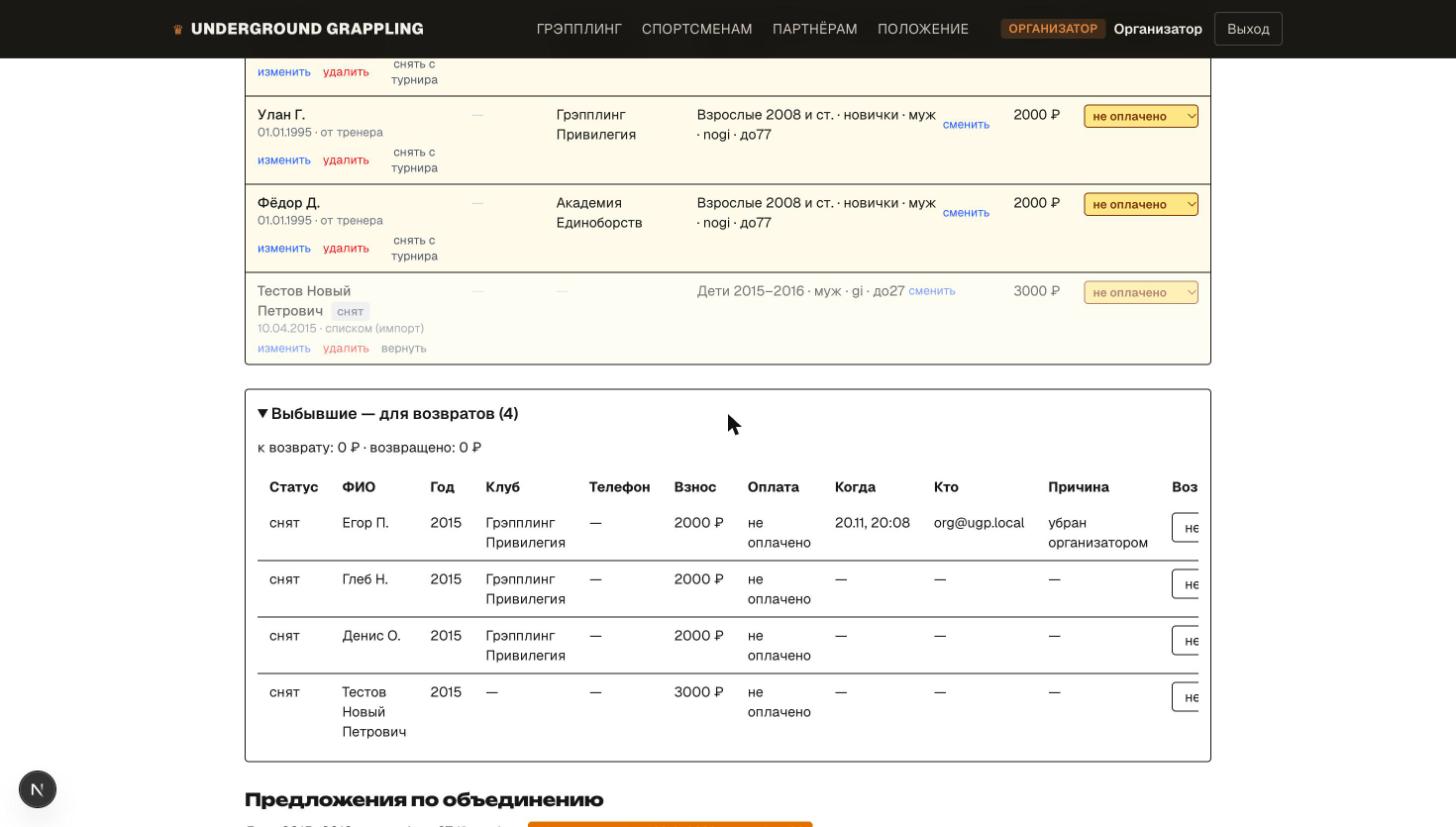 ♛ UNDERGROUND GRAPPLING ГРЭППЛИНГ СПОРТСМЕНАМ ПАРТНЁРАМ ПОЛОЖЕНИЕ ОРГАНИЗАТОР Организатор Выход
изменить удалить снять с
турнира
Улан Г. — Грэпплинг Взрослые 2008 и ст. · новички · муж сменить 2000 ₽ не оплачено
01.01.1995 · от тренера Привилегия · nogi · до77
изменить удалить снять с
турнира
Фёдор Д. — Академия Взрослые 2008 и ст. · новички · муж сменить 2000 ₽ не оплачено
01.01.1995 · от тренера Единоборств · nogi · до77
изменить удалить снять с
турнира
Тестов Новый — — Дети 2015–2016 · муж · gi · до27 сменить 3000 ₽ не оплачено
Петрович снят
10.04.2015 · списком (импорт)
изменить удалить вернуть
▼ Выбывшие — для возвратов (4)
к возврату: 0 ₽ · возвращено: 0 ₽
Статус ФИО Год Клуб Телефон Взнос Оплата Когда Кто Причина Воз
снят Егор П. 2015 Грэпплинг — 2000 ₽ не 20.11, 20:08 org@ugp.local убран не
Привилегия оплачено организатором
снят Глеб Н. 2015 Грэпплинг — 2000 ₽ не — — — не
Привилегия оплачено
снят Денис О. 2015 Грэпплинг — 2000 ₽ не — — — не
Привилегия оплачено
снят Тестов 2015 — — 3000 ₽ не — — — не
Новый оплачено
Петрович
N
Предложения по объединению